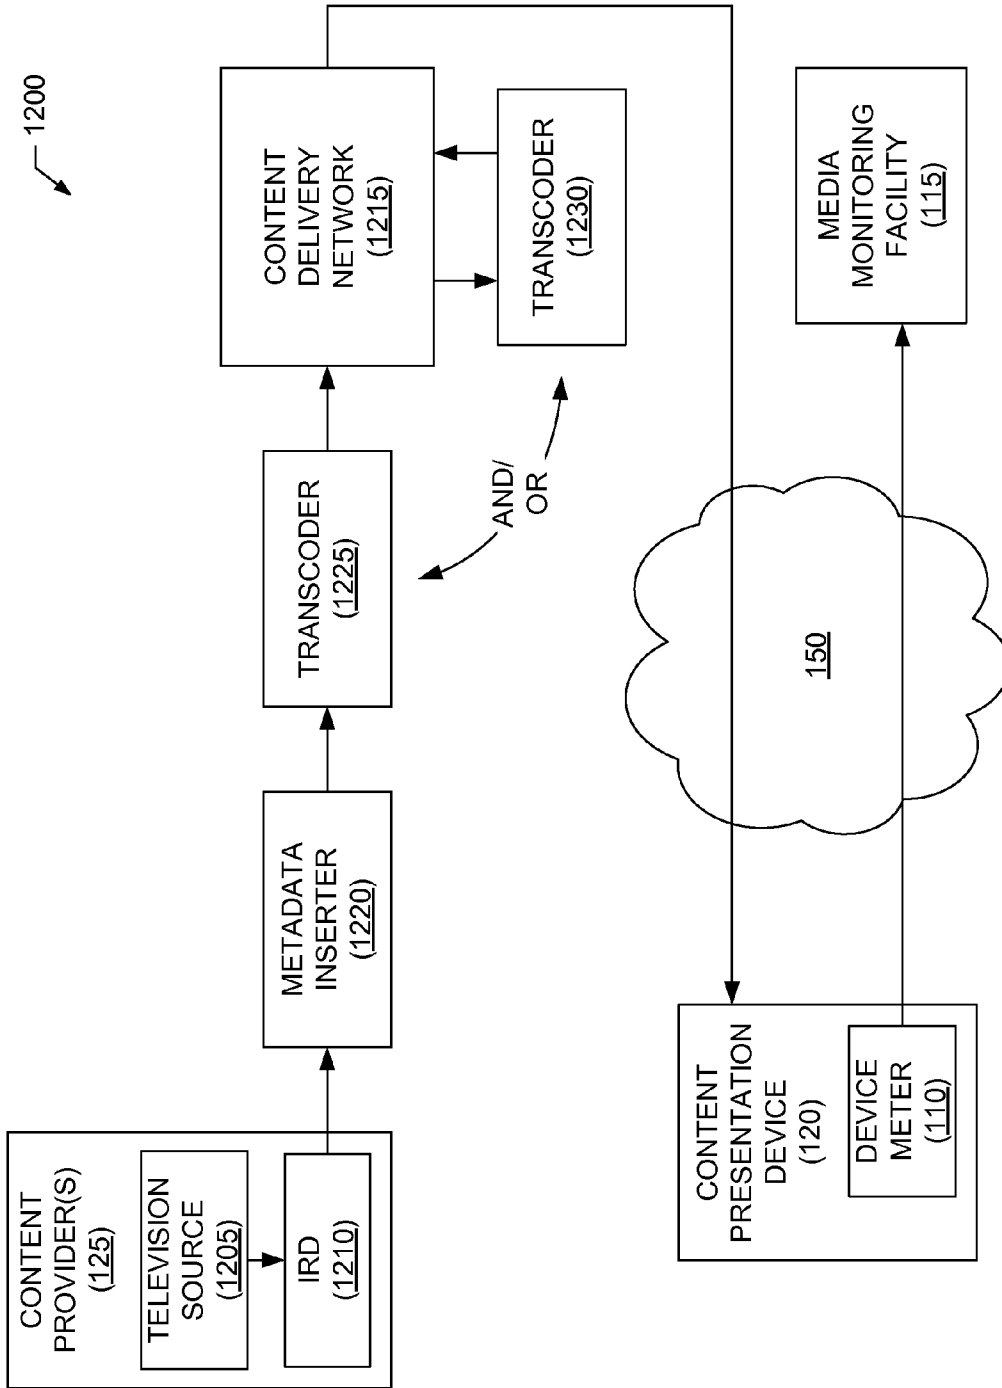 1200
CONTENT
PROVIDER(S)
(125)
TELEVISION
SOURCE
(1205)
IRD
(1210)
METADATA
INSERTER
(1220)
TRANSCODER
(1225)
CONTENT
DELIVERY
NETWORK
(1215)
TRANSCODER
(1230)
AND/
OR
150
CONTENT
PRESENTATION
DEVICE
(120)
DEVICE
METER
(110)
MEDIA
MONITORING
FACILITY
(115)